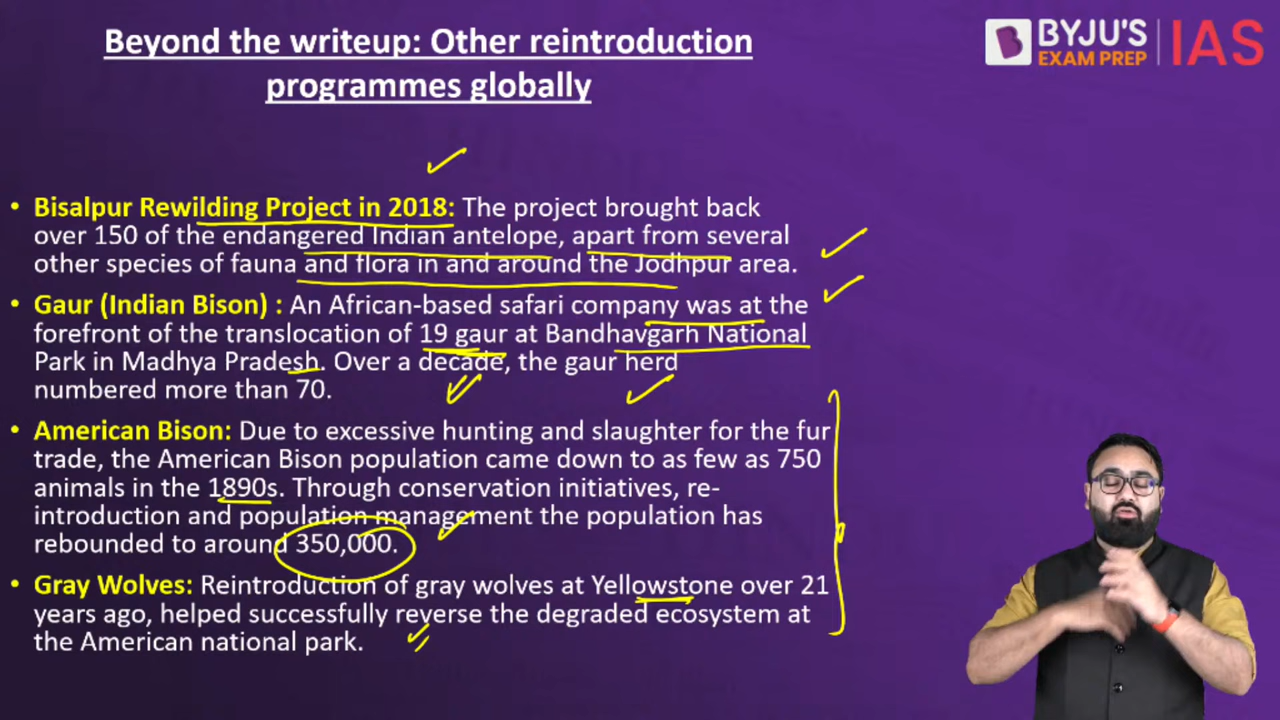 Beyond the writeup: Other reintroduction
programmes globally
BYJU'S
EXAM PREP
IAS
• Bisalpur Rewilding Project in 2018: The project brought back
over 150 of the endangered Indian antelope, apart from several
other species of fauna and flora in and around the Jodhpur area.
• Gaur (Indian Bison) : An African-based safari company was at the
forefront of the translocation of 19 gaur at Bandhavgarh National
Park in Madhya Pradesh. Over a decade, the gaur herd
numbered more than 70.
• American Bison: Due to excessive hunting and slaughter for the fur
trade, the American Bison population came down to as few as 750
animals in the 1890s. Through conservation initiatives, re-
introduction and population management the population has
rebounded to around 350,000.
• Gray Wolves: Reintroduction of gray wolves at Yellowstone over 21
years ago, helped successfully reverse the degraded ecosystem at
the American national park.